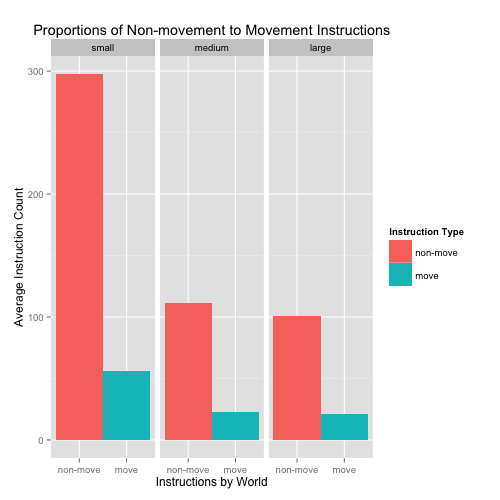 Proportions of Non-movement to Movement Instructions
small medium large
300
200
100
0
Average Instruction Count
non-move move non-move move non-move move
Instructions by World
Instruction Type
non-move
move